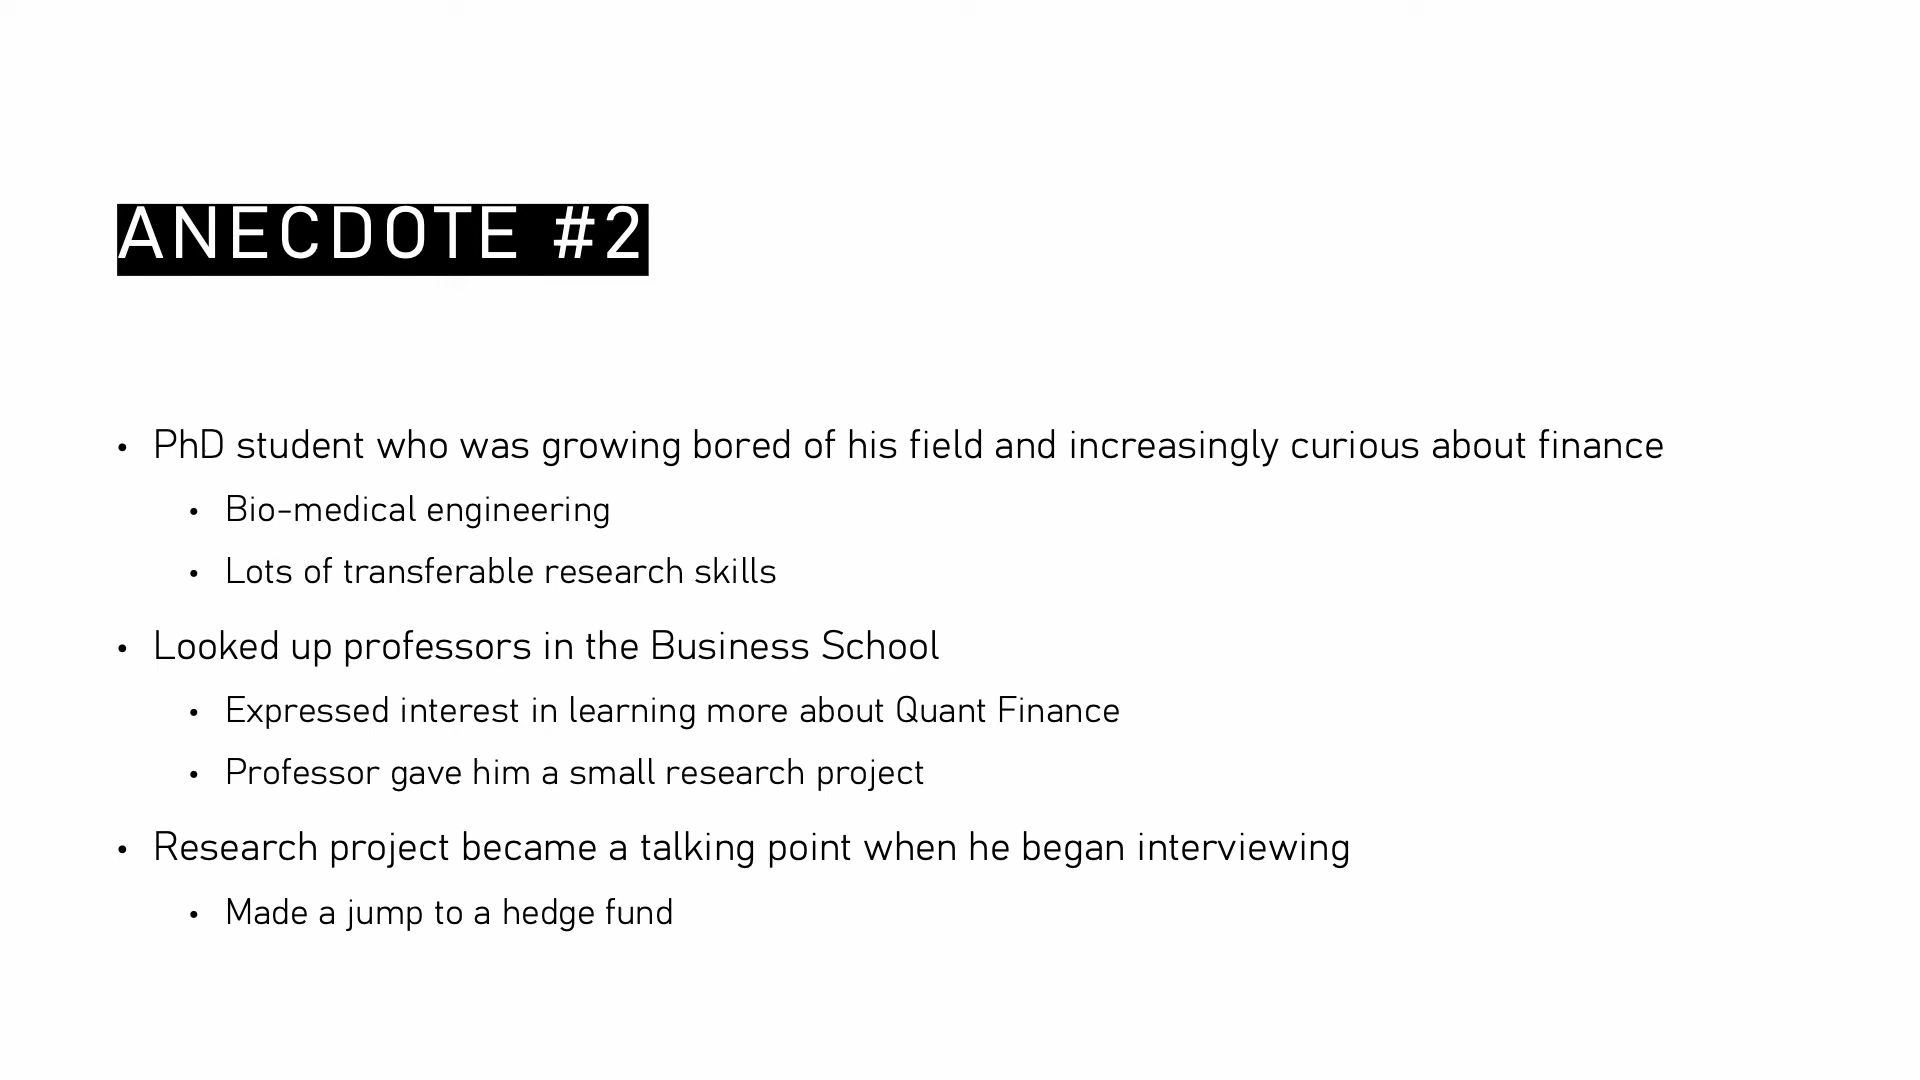 ANECDOTE #2
• PhD student who was growing bored of his field and increasingly curious about finance
• Bio-medical engineering
• Lots of transferable research skills
• Looked up professors in the Business School
• Expressed interest in learning more about Quant Finance
• Professor gave him a small research project
• Research project became a talking point when he began interviewing
• Made a jump to a hedge fund